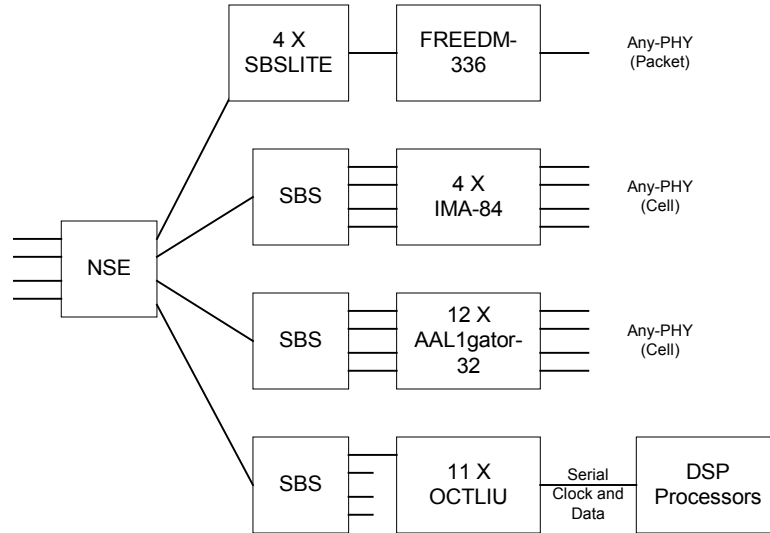 4 X
SBSLITE
FREEDM-
336
Any-PHY
(Packet)
SBS
4 X
IMA-84
Any-PHY
(Cell)
NSE
SBS
12 X
AAL1gator-
32
Any-PHY
(Cell)
SBS
11 X
OCTLIU
Serial
Clock and
Data
DSP
Processors